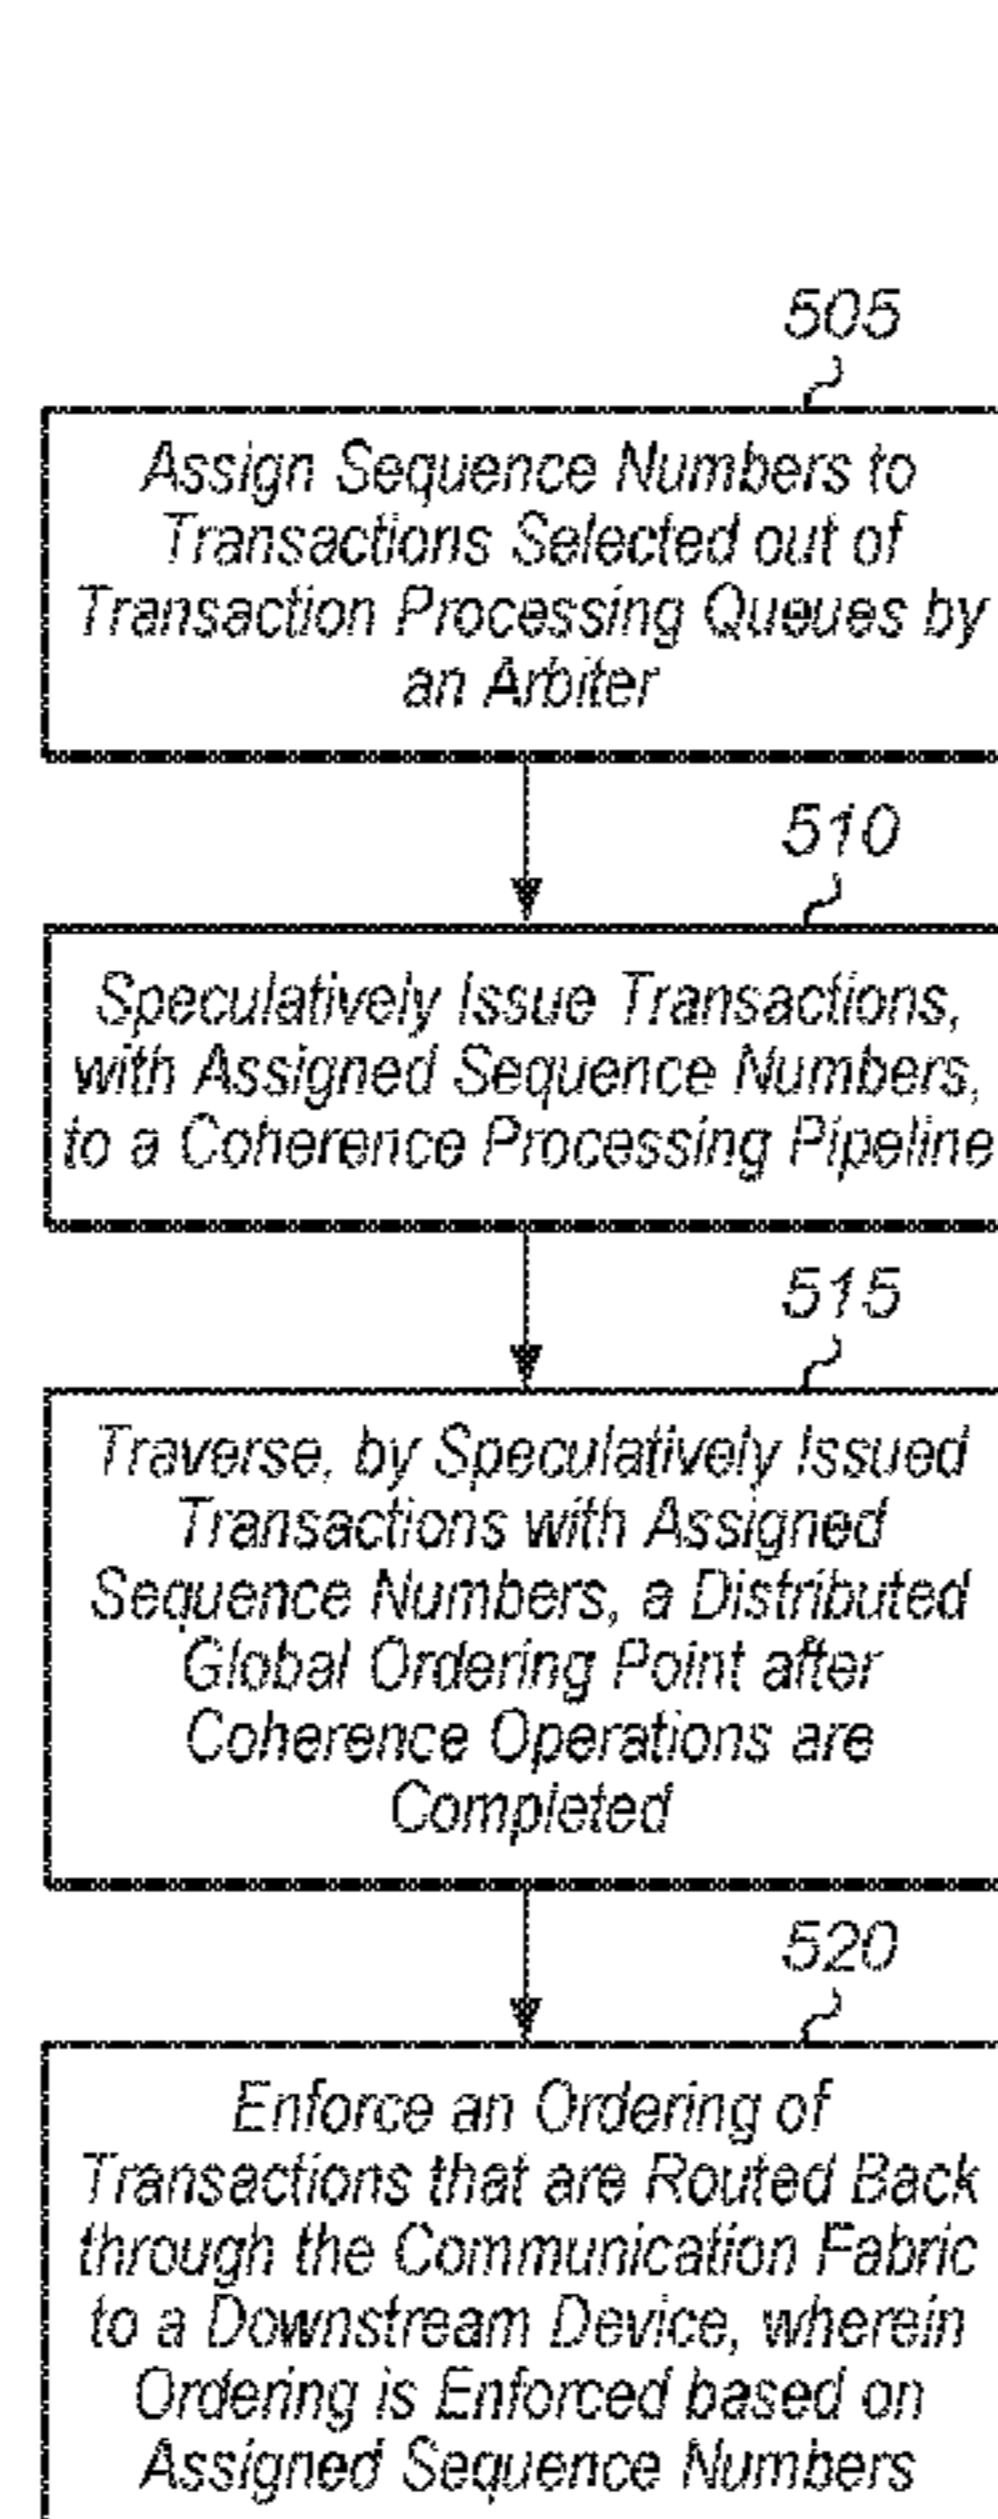 505
Assign Sequence Numbers to
Transactions Selected out of
Transaction Processing Queues by
an Arbiter
510
Speculatively Issue Transactions,
with Assigned Sequence Numbers,
to a Coherence Processing Pipeline
515
Traverse, by Speculatively Issued
Transactions with Assigned
Sequence Numbers, a Distributed
Global Ordering Point after
Coherence Operations are
Completed
520
Enforce an Ordering of
Transactions that are Routed Back
through the Communication Fabric
to a Downstream Device, wherein
Ordering is Enforced based on
Assigned Sequence Numbers